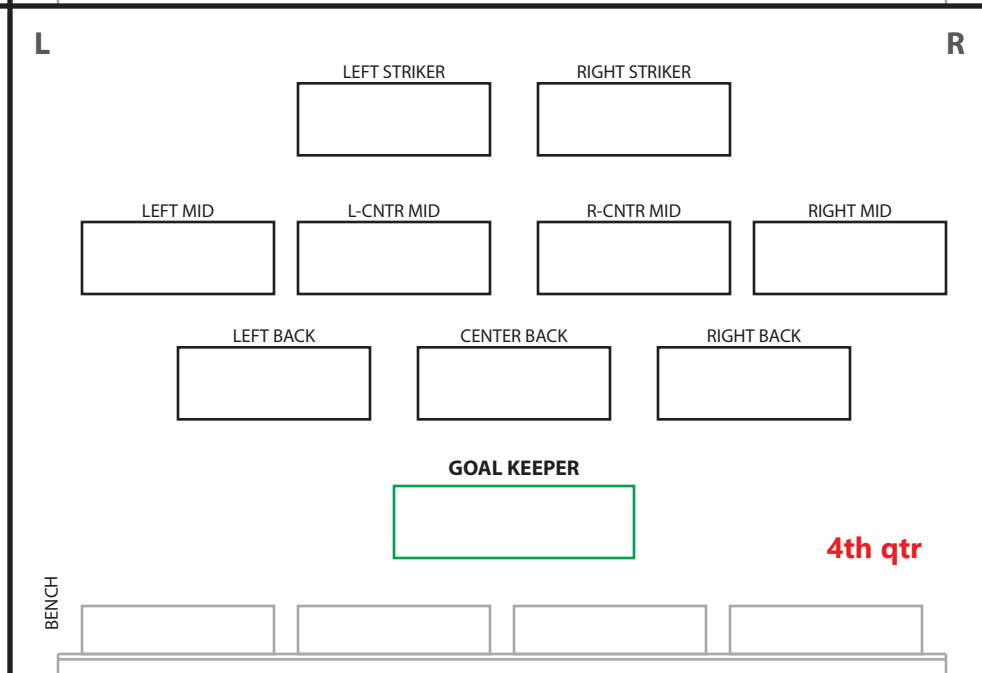 L
R
LEFT STRIKER
RIGHT STRIKER
LEFT MID
L-CNTR MID
R-CNTR MID
RIGHT MID
LEFT BACK
CENTER BACK
RIGHT BACK
GOAL KEEPER
4th qtr
BENCH